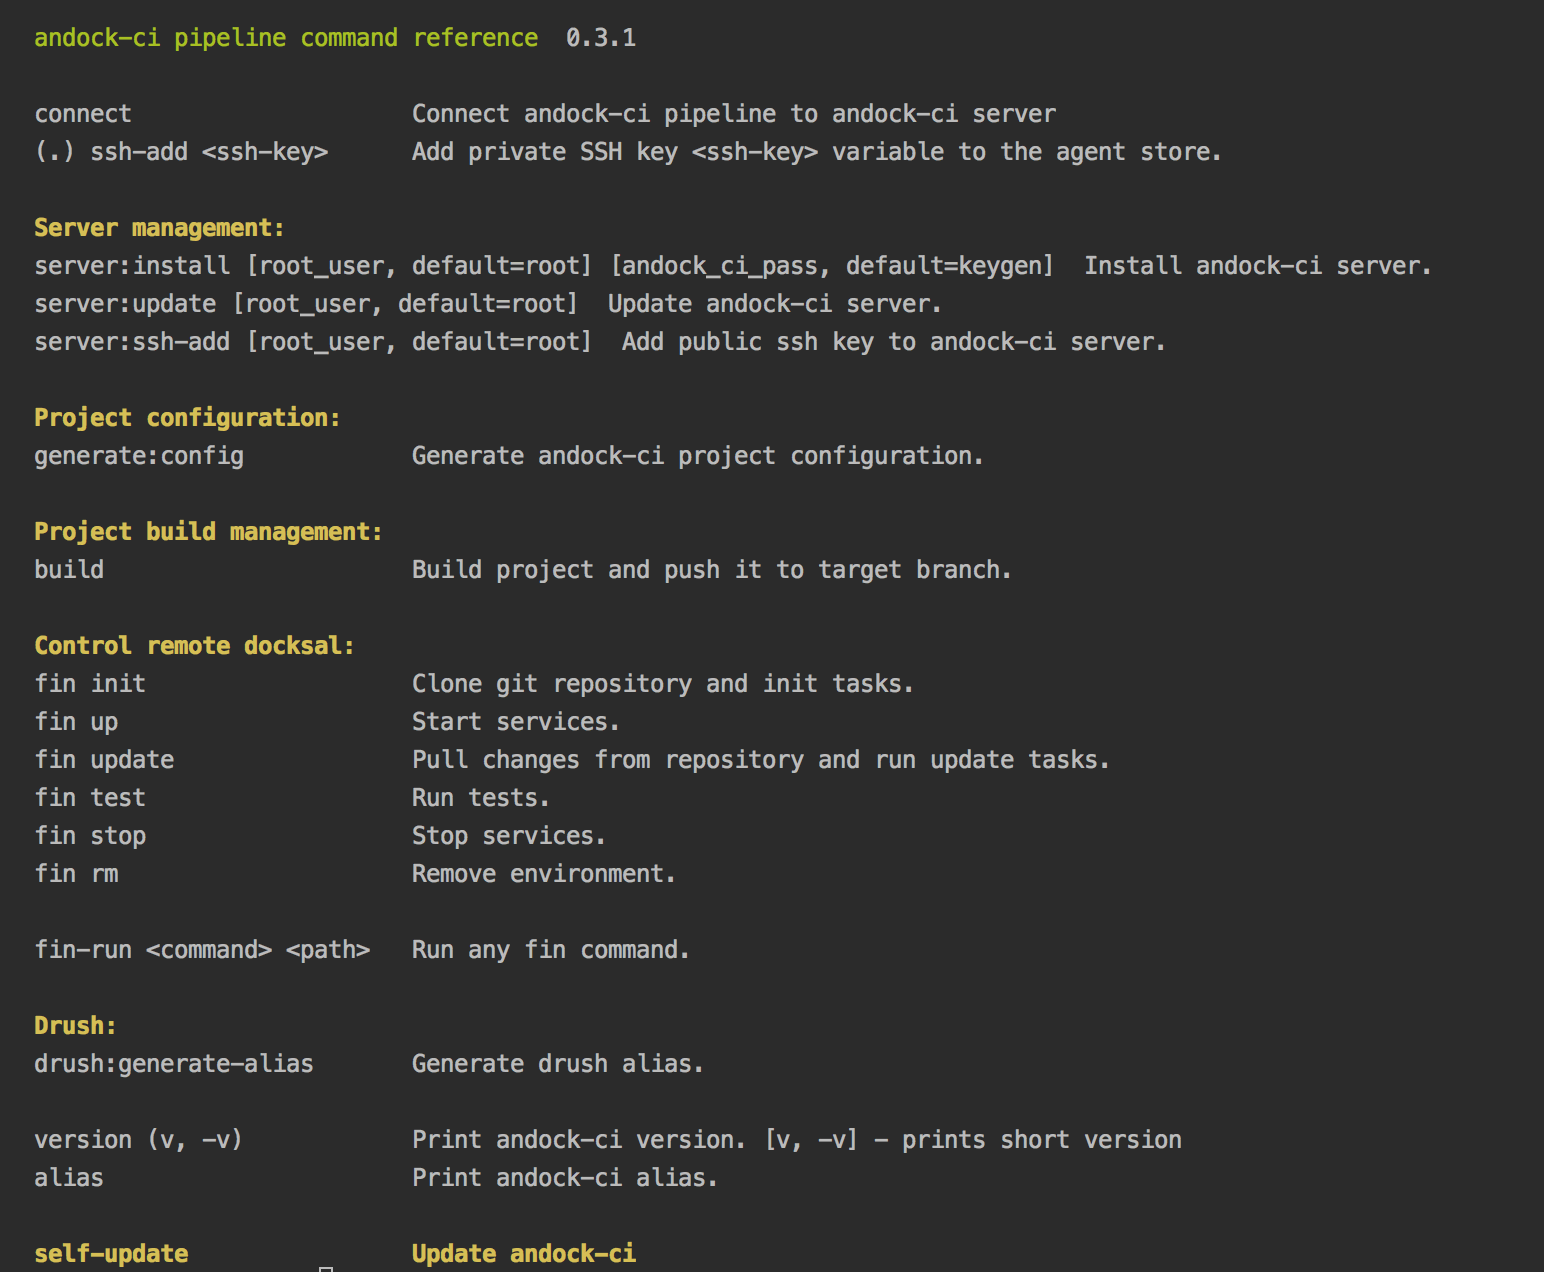 andock-ci pipeline command reference  0.3.1
connect                    Connect andock-ci pipeline to andock-ci server
(.) ssh-add <ssh-key>      Add private SSH key <ssh-key> variable to the agent store.
Server management:
server:install [root_user, default=root] [andock_ci_pass, default=keygen]  Install andock-ci server.
server:update [root_user, default=root]  Update andock-ci server.
server:ssh-add [root_user, default=root]  Add public ssh key to andock-ci server.
Project configuration:
generate:config            Generate andock-ci project configuration.
Project build management:
build                      Build project and push it to target branch.
Control remote docksal:
fin init                   Clone git repository and init tasks.
fin up                     Start services.
fin update                 Pull changes from repository and run update tasks.
fin test                   Run tests.
fin stop                   Stop services.
fin rm                     Remove environment.
fin-run <command> <path>   Run any fin command.
Drush:
drush:generate-alias       Generate drush alias.
version (v, -v)            Print andock-ci version. [v, -v] - prints short version
alias                      Print andock-ci alias.
self-update                Update andock-ci